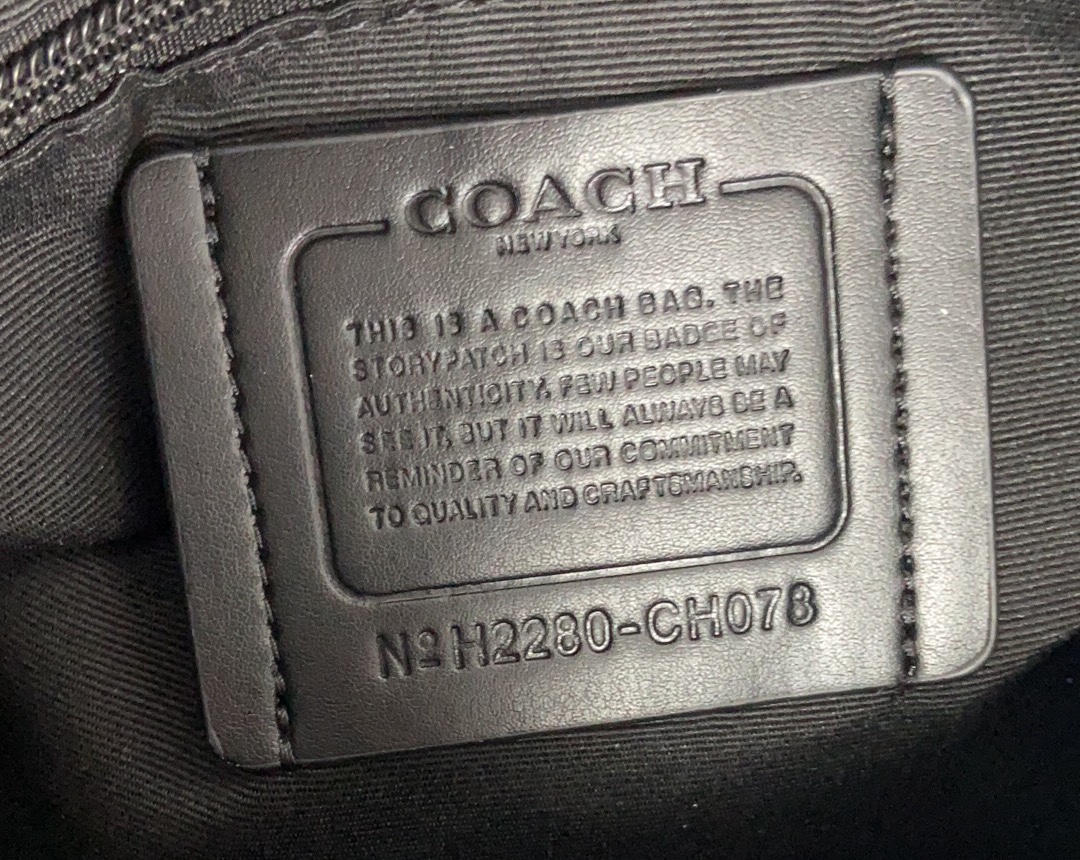 COACH
NEW YORK
THIS IS A COACH BAG. THE
STORYPATCH IS OUR BADGE OF
AUTHENTICITY. FEW PEOPLE MAY
SEE IT, BUT IT WILL ALWAYS BE A
REMINDER OF OUR COMMITMENT
TO QUALITY AND CRAFTSMANSHIP.
Nº H2280-CH078